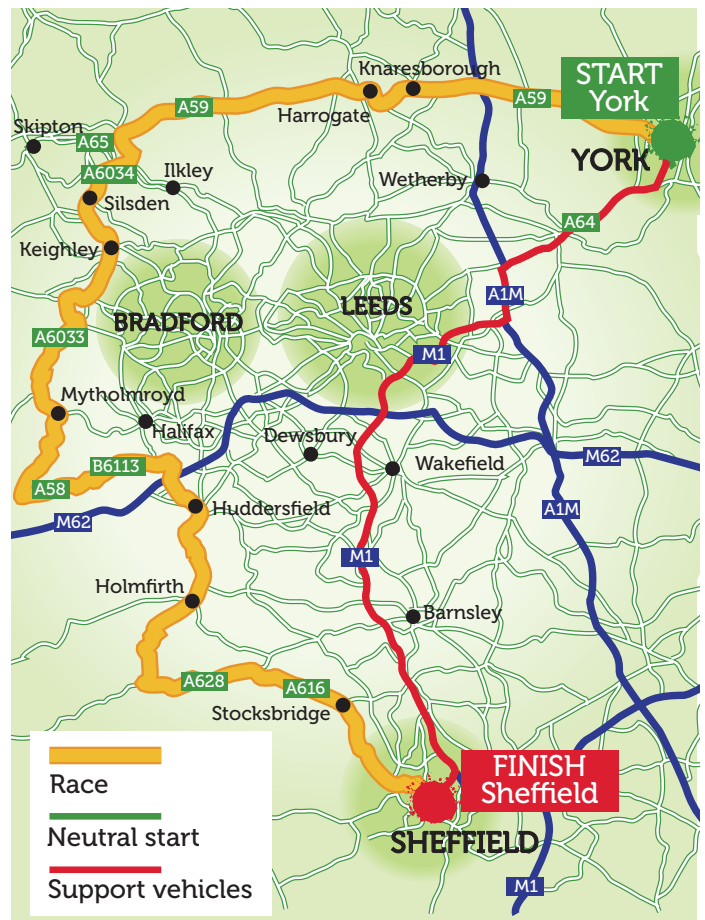 Knaresborough
START
York
A59
A59
Harrogate
Skipton
A65
YORK
A6034
Ilkley
Wetherby
Silsden
A64
Keighley
A1M
LEEDS
BRADFORD
A6033
M1
Mytholmroyd
Halifax
Dewsbury
B6113
Wakefield
M62
A58
A1M
Huddersfield
M62
M1
Holmfirth
Barnsley
A628
A616
Stocksbridge
FINISH
Sheffield
SHEFFIELD
M1
Race
Neutral start
Support vehicles